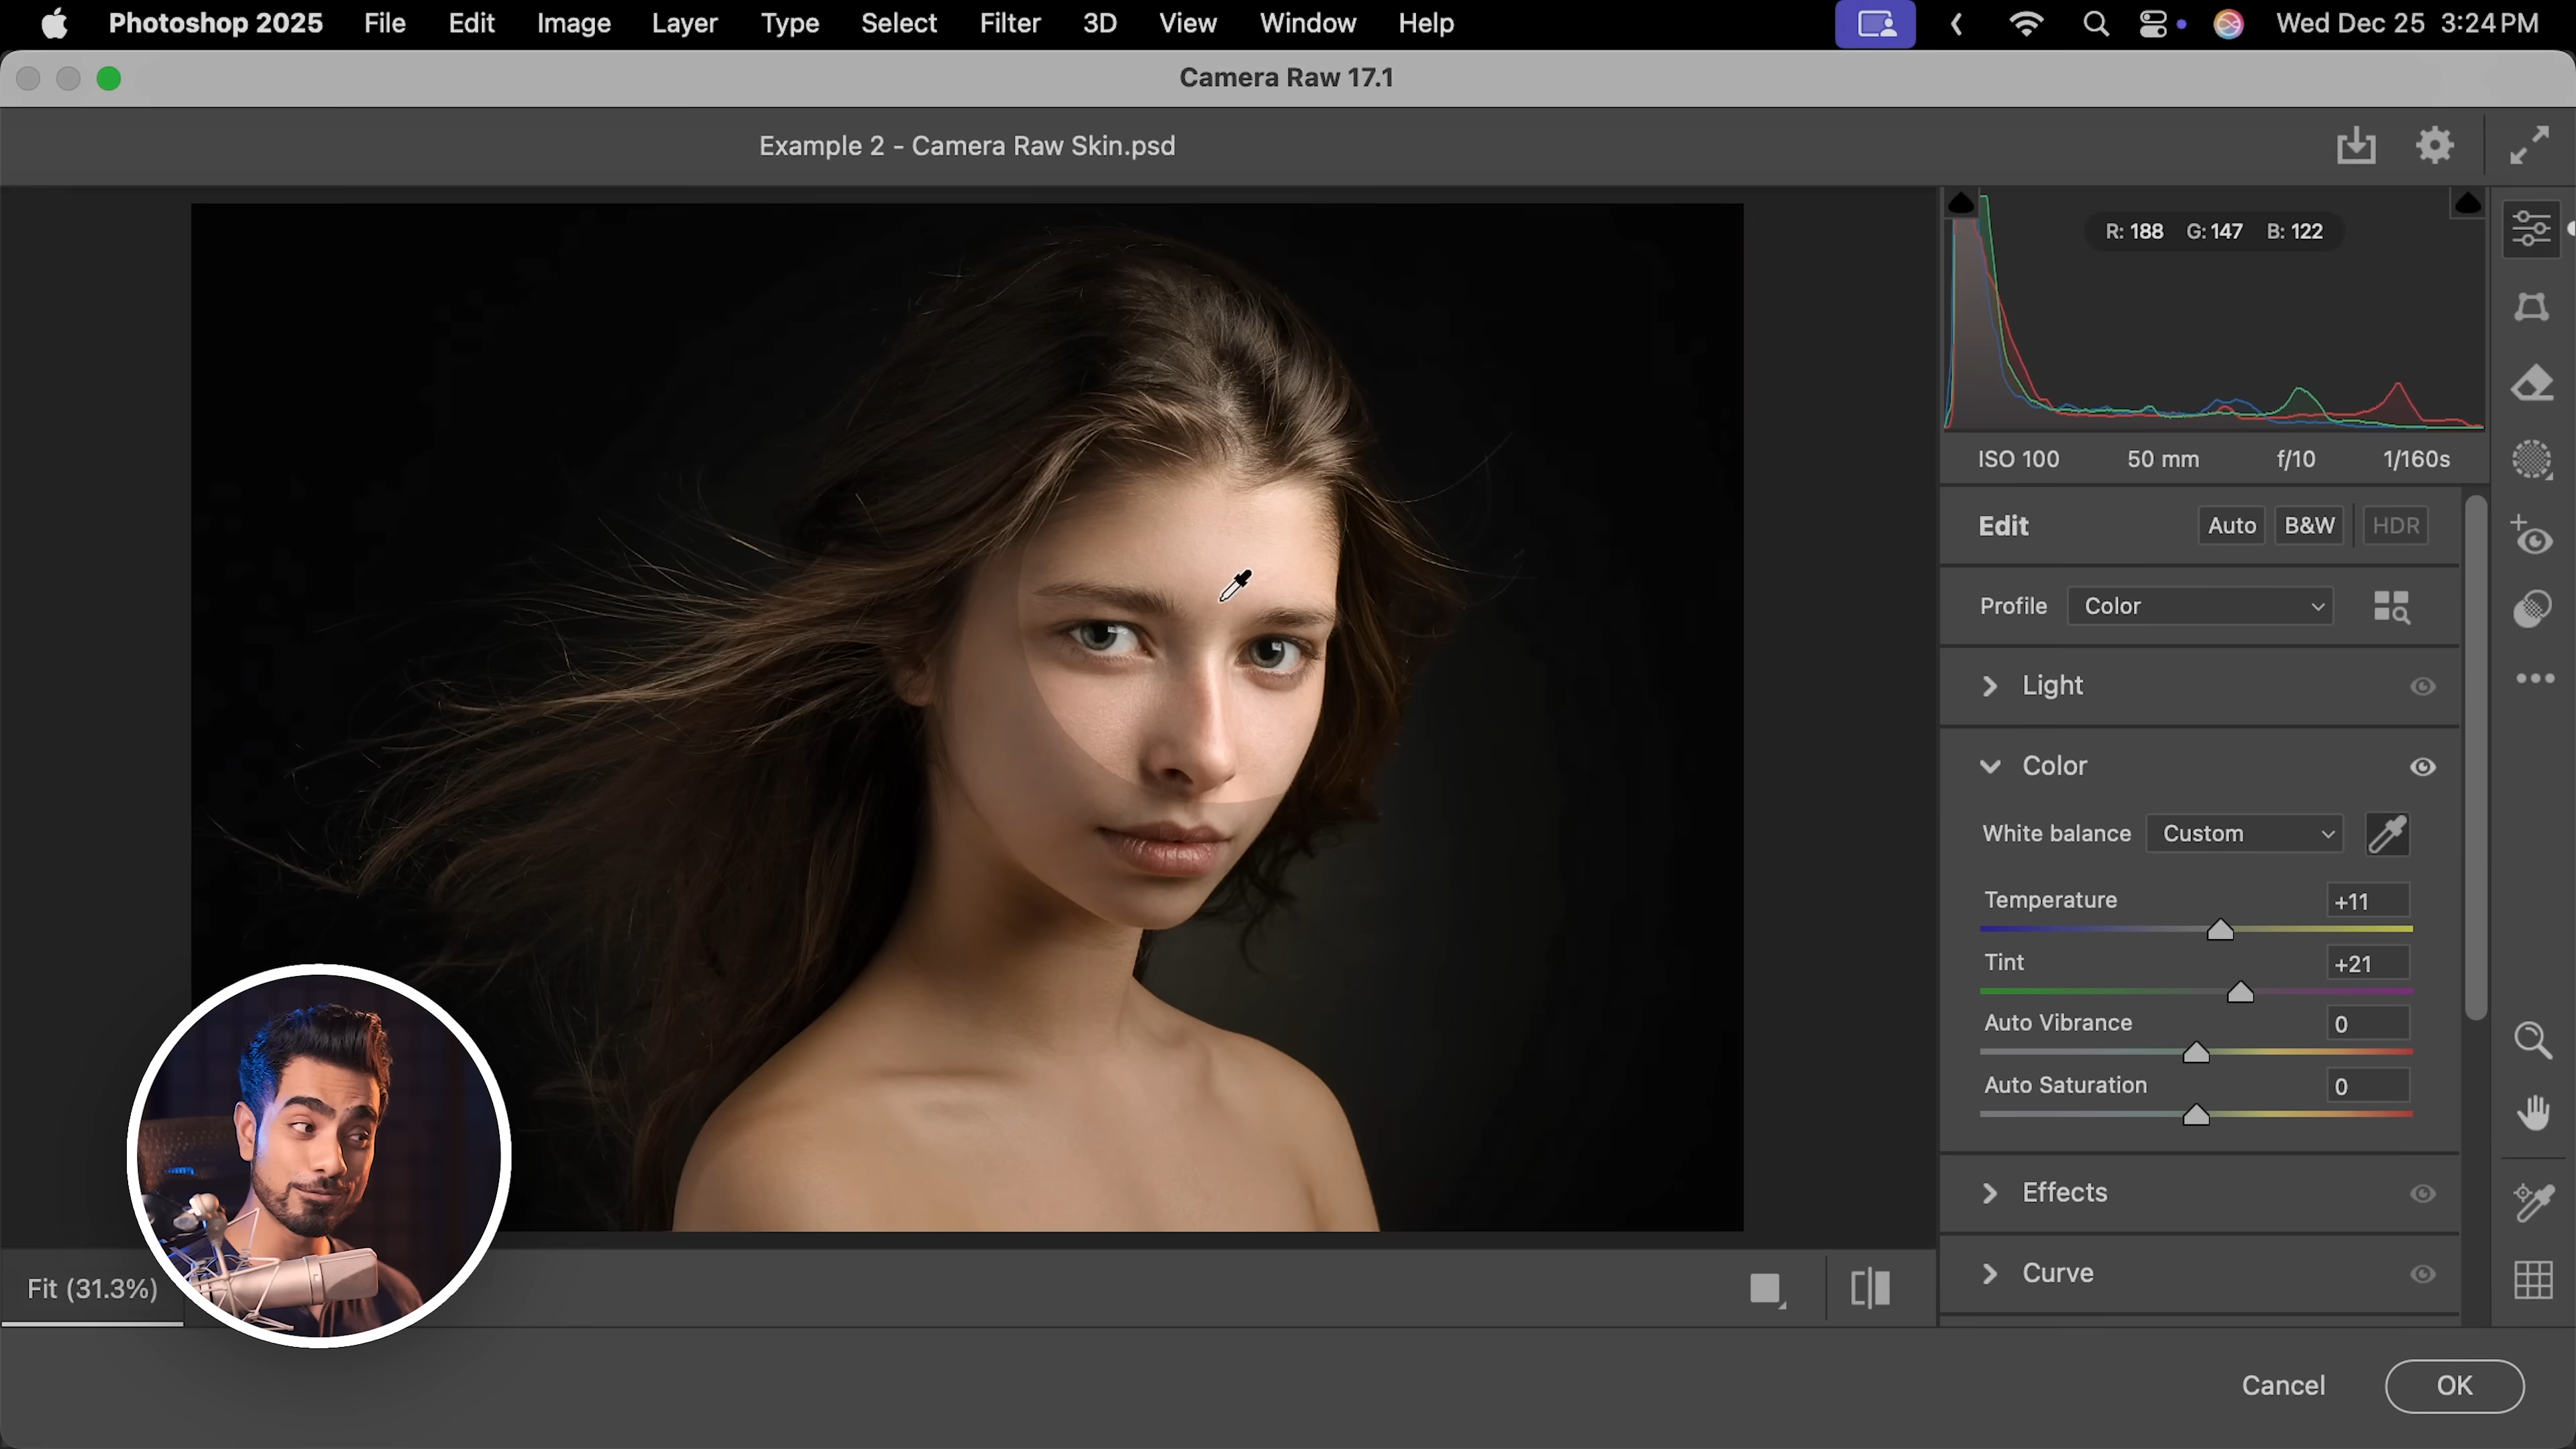 Photoshop 2025 File Edit Image Layer Type Select Filter 3D View Window Help Wed Dec 25 3:24 PM
Camera Raw 17.1
Example 2 - Camera Raw Skin.psd
R: 188 G: 147 B: 122
ISO 100 50 mm f/10 1/160s
Edit Auto B&W HDR
Profile Color
Light
Color
White balance Custom
Temperature +11
Tint +21
Auto Vibrance 0
Auto Saturation 0
Effects
Curve
Fit (31.3%)
Cancel OK